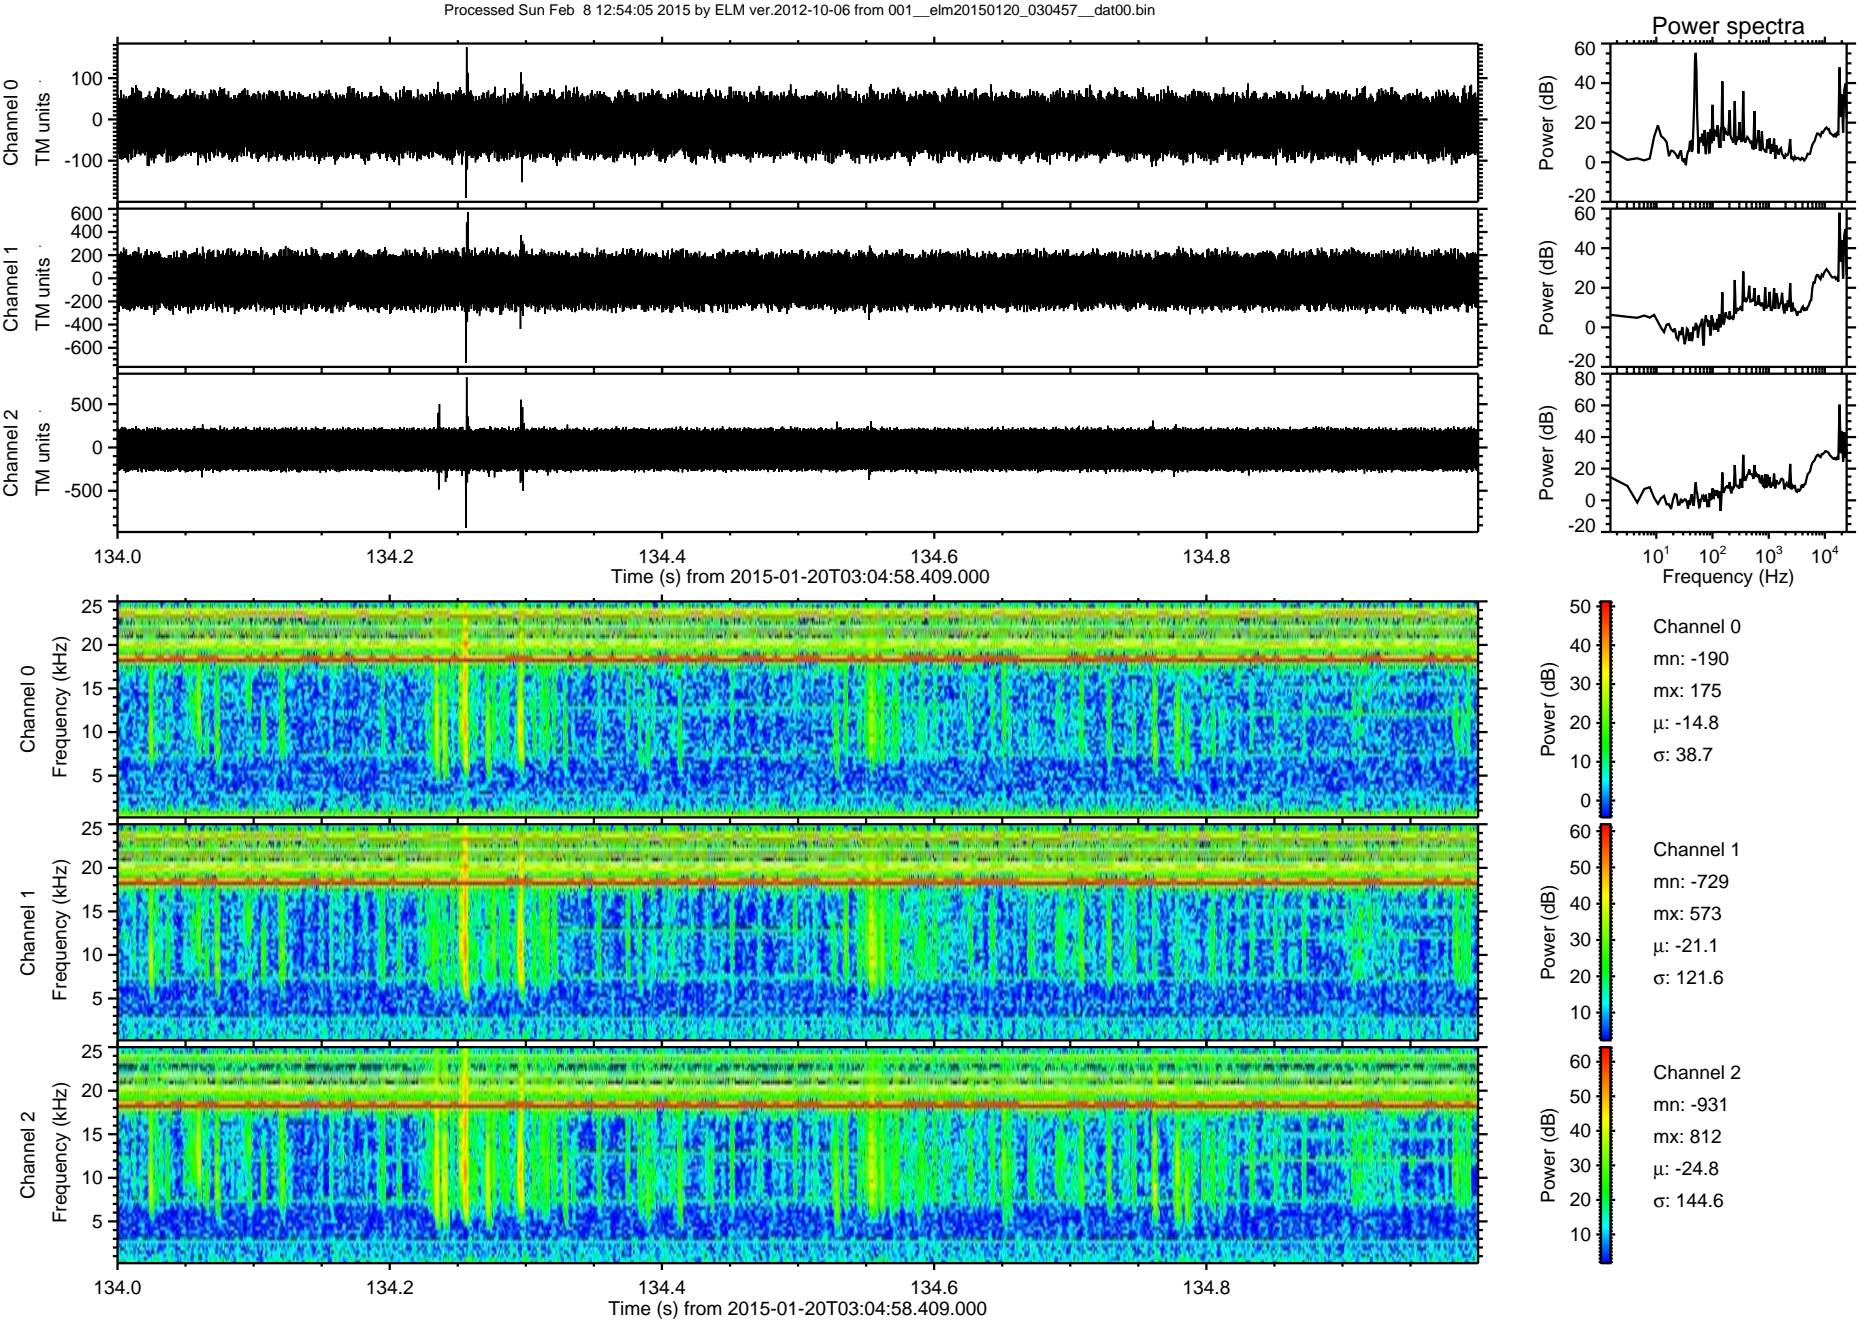 Processed Sun Feb  8 12:54:05 2015 by ELM ver.2012-10-06 from 001__elm20150120_030457__dat00.bin
Power spectra
Channel 0
TM units
100
0
-100
Power (dB)
60
40
20
0
-20
Channel 1
TM units
600
400
200
0
-200
-400
-600
Power (dB)
60
40
20
0
-20
Channel 2
TM units
500
0
-500
Power (dB)
80
60
40
20
0
-20
134.0 134.2 134.4 134.6 134.8
Time (s) from 2015-01-20T03:04:58.409.000
10^1 10^2 10^3 10^4
Frequency (Hz)
Channel 0
Frequency (kHz)
25
20
15
10
5
Power (dB)
50
40
30
20
10
0
Channel 0
mn: -190
mx: 175
μ: -14.8
σ: 38.7
Channel 1
Frequency (kHz)
25
20
15
10
5
Power (dB)
60
50
40
30
20
10
Channel 1
mn: -729
mx: 573
μ: -21.1
σ: 121.6
Channel 2
Frequency (kHz)
25
20
15
10
5
Power (dB)
60
50
40
30
20
10
Channel 2
mn: -931
mx: 812
μ: -24.8
σ: 144.6
134.0 134.2 134.4 134.6 134.8
Time (s) from 2015-01-20T03:04:58.409.000